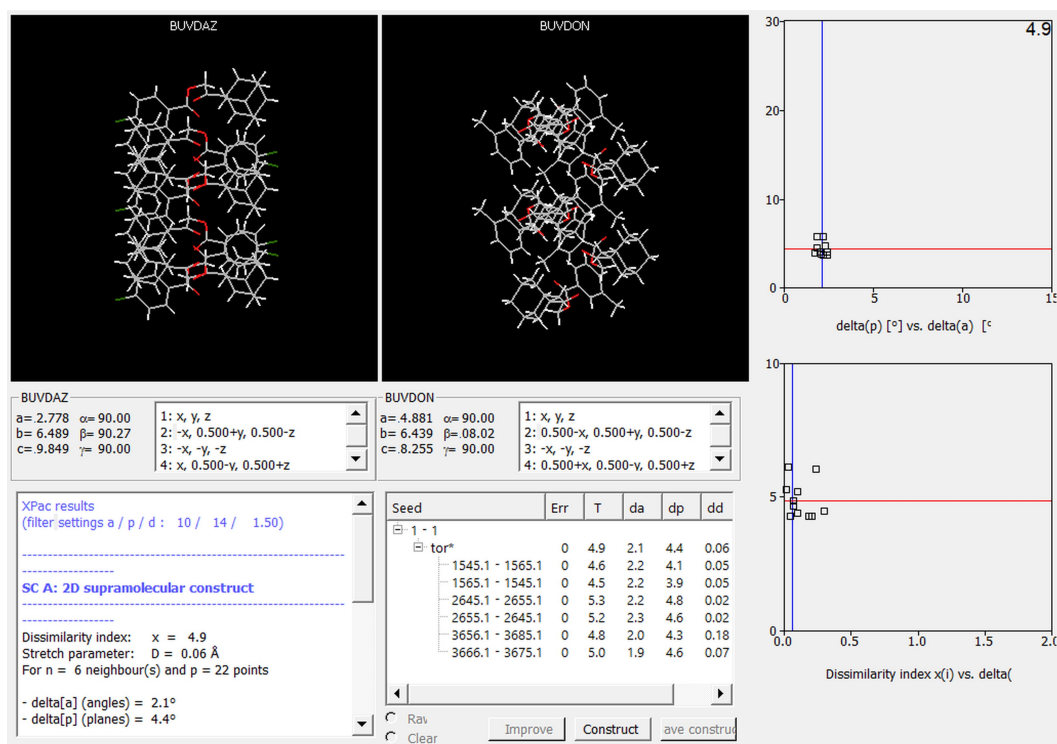 BUVDAZ
BUVDON
4.9
30
20
10
0
0 5 10 15
delta(p) [º] vs. delta(a) [º
BUVDAZ
a= .2.778 α= 90.00
b= 6.489 β= 90.27
c= .9.849 γ= 90.00
1: x, y, z
2: -x, 0.500+y, 0.500-z
3: -x, -y, -z
4: x, 0.500-y, 0.500+z
BUVDON
a= .4.881 α= 90.00
b= 6.439 β= .08.02
c= .8.255 γ= 90.00
1: x, y, z
2: 0.500-x, 0.500+y, 0.500-z
3: -x, -y, -z
4: 0.500+x, 0.500-y, 0.500+z
XPac results
(filter settings a / p / d : 10 / 14 / 1.50)
------------------------------------------------------
------------------
SC A: 2D supramolecular construct
------------------------------------------------------
------------------
Dissimilarity index: x = 4.9
Stretch parameter: D = 0.06 Å
For n = 6 neighbour(s) and p = 22 points
- delta[a] (angles) = 2.1º
- delta[p] (planes) = 4.4º
Seed Err T da dp dd
1 - 1
tor* 0 4.9 2.1 4.4 0.06
1545.1 - 1565.1 0 4.6 2.2 4.1 0.05
1565.1 - 1545.1 0 4.5 2.2 3.9 0.05
2645.1 - 2655.1 0 5.3 2.2 4.8 0.02
2655.1 - 2645.1 0 5.2 2.3 4.6 0.02
3656.1 - 3685.1 0 4.8 2.0 4.3 0.18
3666.1 - 3675.1 0 5.0 1.9 4.6 0.07
Clear
Improve
Construct
ave construc
10
5
0
0.0 0.5 1.0 1.5 2.0
Dissimilarity index x(i) vs. delta(